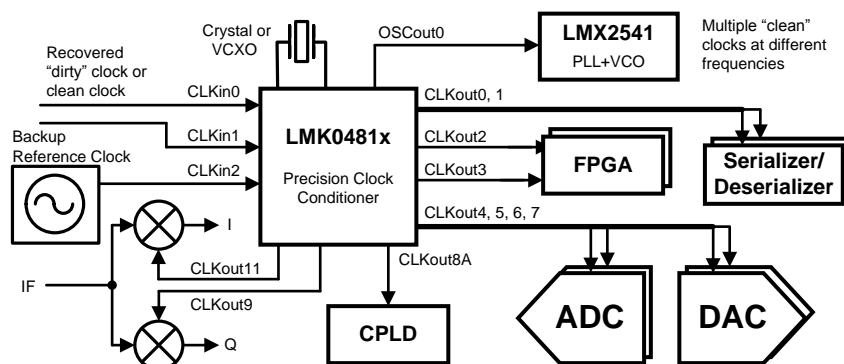 Crystal or
VCXO
OSCout0
LMX2541
PLL+VCO
Multiple “clean”
clocks at different
frequencies
Recovered
“dirty” clock or
clean clock
CLKin0
CLKin1
Backup
Reference Clock
CLKin2
LMK0481x
Precision Clock
Conditioner
CLKout0, 1
CLKout2
CLKout3
FPGA
Serializer/
Deserializer
CLKout4, 5, 6, 7
I
CLKout11
CLKout8A
IF
CLKout9
Q
CPLD
ADC
DAC